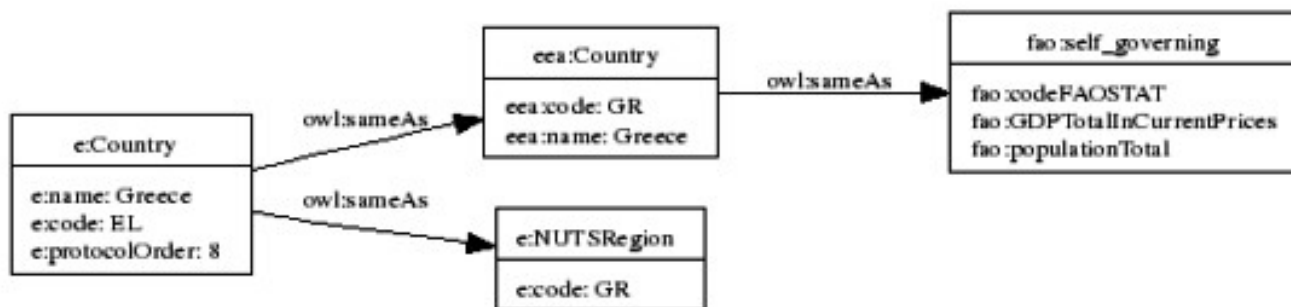 e:Country
e:name: Greece
e:code: EL
e:protocolOrder: 8
owl:sameAs
owl:sameAs
eea:Country
eea:code: GR
eea:name: Greece
e:NUTSRegion
e:code: GR
owl:sameAs
fao:self_governing
fao:codeFAOSTAT
fao:GDPTotalInCurrentPrices
fao:populationTotal